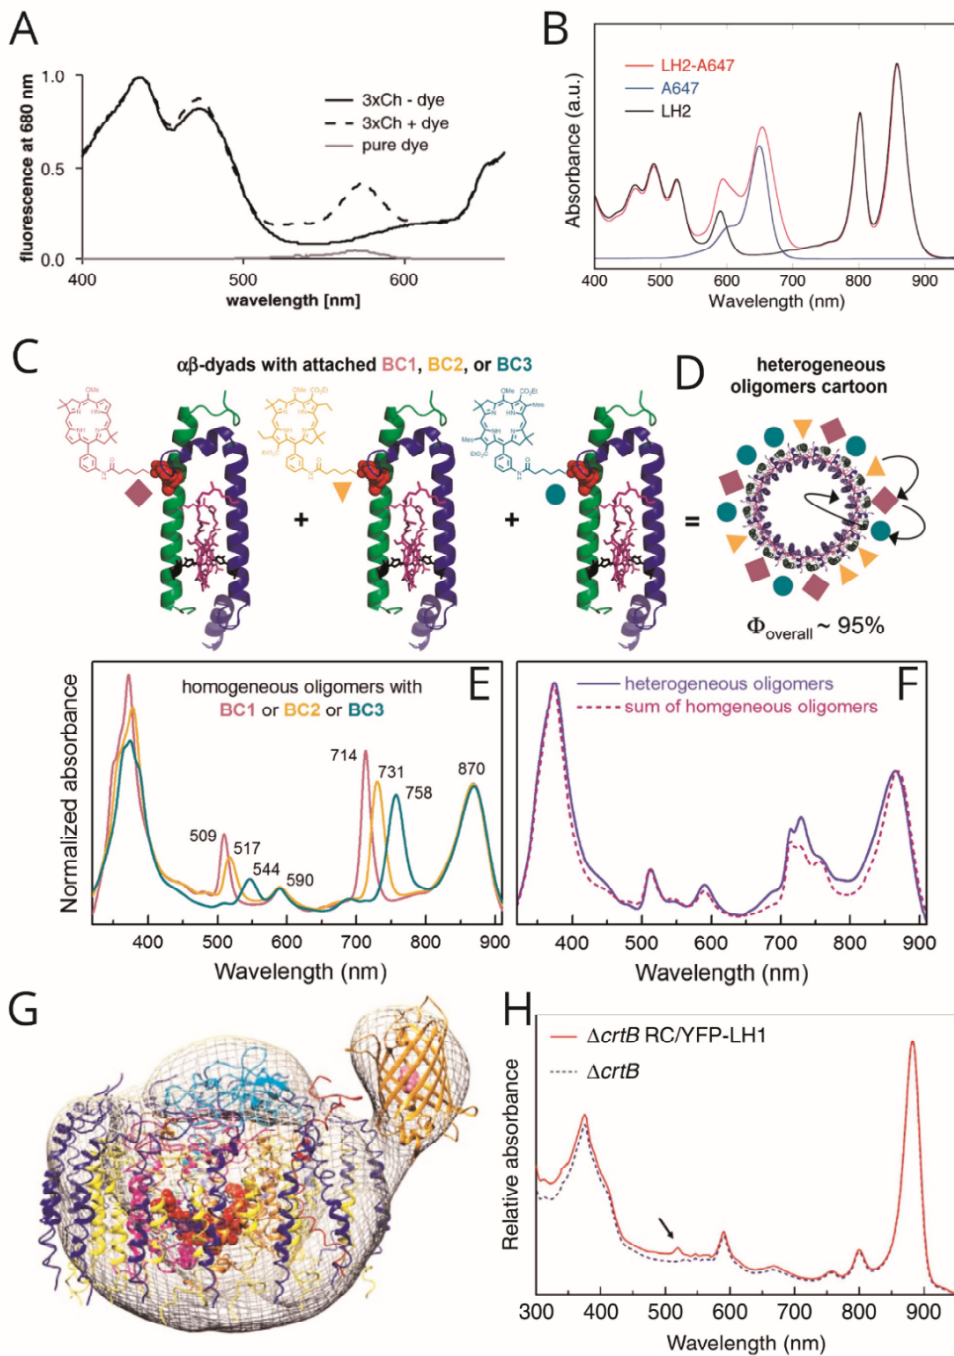 A
fluorescence at 680 nm
1.0
0.5
0.0
3xCh - dye
3xCh + dye
pure dye
400
500
600
wavelength [nm]
B
Absorbance (a.u.)
LH2-A647
A647
LH2
400
500
600
700
800
900
Wavelength (nm)
C
αβ-dyads with attached BC1, BC2, or BC3
+
+
=
D
heterogeneous
oligomers cartoon
Φoverall ~ 95%
E
homogeneous oligomers with
BC1 or BC2 or BC3
Normalized absorbance
509
517
544
590
714
731
758
870
400
500
600
700
800
900
Wavelength (nm)
F
heterogeneous oligomers
sum of homgeneous oligomers
400
500
600
700
800
900
Wavelength (nm)
G
H
ΔcrtB RC/YFP-LH1
ΔcrtB
Relative absorbance
300
400
500
600
700
800
900
Wavelength (nm)